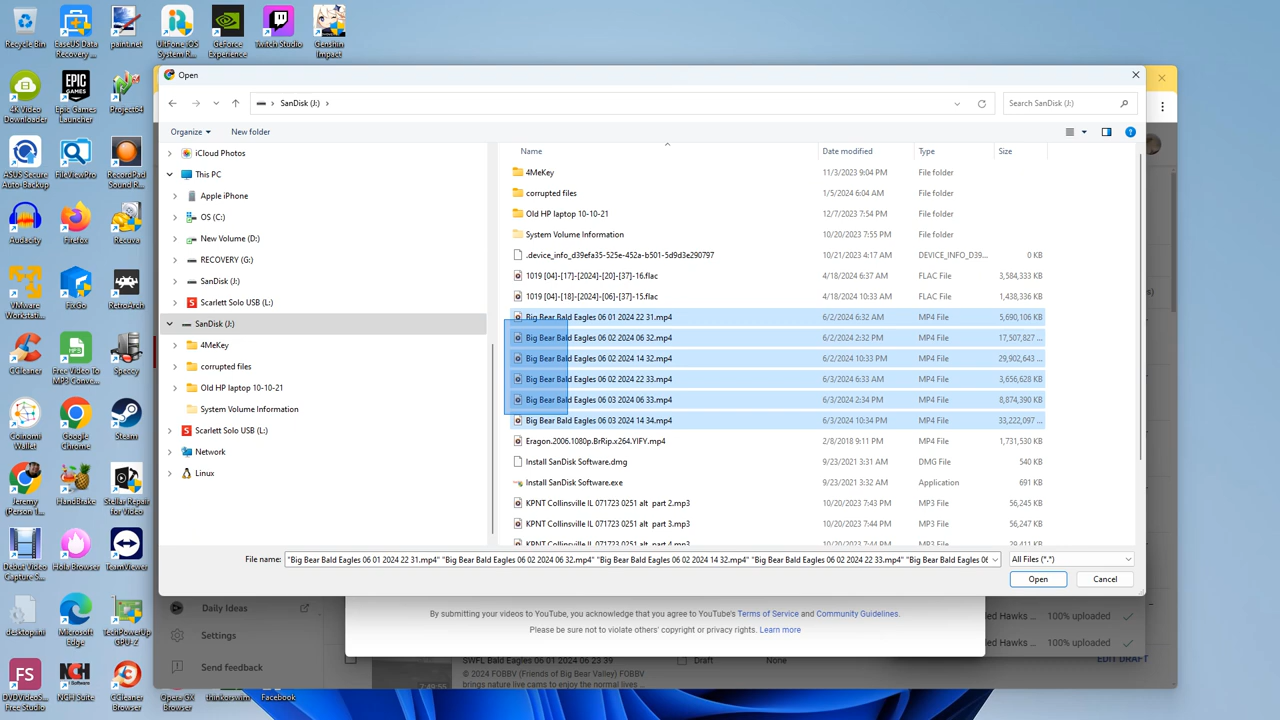 Open
SanDisk (J:)
Search SanDisk (J:)
Organize
New folder
iCloud Photos
This PC
Apple iPhone
OS (C:)
New Volume (D:)
RECOVERY (G:)
SanDisk (J:)
Scarlett Solo USB (L:)
SanDisk (J:)
4MeKey
corrupted files
Old HP laptop 10-10-21
System Volume Information
Scarlett Solo USB (L:)
Network
Linux
Name Date modified Type Size
4MeKey 11/3/2023 9:04 PM File folder
corrupted files 1/5/2024 6:04 AM File folder
Old HP laptop 10-10-21 12/7/2023 7:54 PM File folder
System Volume Information 10/20/2023 7:55 PM File folder
.device_info_d39efa35-525e-452a-b501-5d9d3e290797 10/21/2023 4:17 AM DEVICE_INFO_D39... 0 KB
1019 [04]-[17]-[2024]-[20]-[37]-16.flac 4/18/2024 6:37 AM FLAC File 3,584,333 KB
1019 [04]-[18]-[2024]-[06]-[37]-15.flac 4/18/2024 10:33 AM FLAC File 1,438,336 KB
Big Bear Bald Eagles 06 01 2024 22 31.mp4 6/2/2024 6:32 AM MP4 File 5,690,106 KB
Big Bear Bald Eagles 06 02 2024 06 32.mp4 6/2/2024 2:32 PM MP4 File 17,507,827 ...
Big Bear Bald Eagles 06 02 2024 14 32.mp4 6/2/2024 10:33 PM MP4 File 29,902,643 ...
Big Bear Bald Eagles 06 02 2024 22 33.mp4 6/3/2024 6:33 AM MP4 File 3,656,628 KB
Big Bear Bald Eagles 06 03 2024 06 33.mp4 6/3/2024 2:34 PM MP4 File 8,874,390 KB
Big Bear Bald Eagles 06 03 2024 14 34.mp4 6/3/2024 10:34 PM MP4 File 33,222,097 ...
Eragon.2006.1080p.BrRip.x264.YIFY.mp4 2/8/2018 9:11 PM MP4 File 1,731,530 KB
Install SanDisk Software.dmg 9/23/2021 3:31 AM DMG File 540 KB
Install SanDisk Software.exe 9/23/2021 3:32 AM Application 691 KB
KPNT Collinsville IL 071723 0251 alt part 2.mp3 10/20/2023 7:43 PM MP3 File 56,245 KB
KPNT Collinsville IL 071723 0251 alt part 3.mp3 10/20/2023 7:44 PM MP3 File 56,247 KB
File name: "Big Bear Bald Eagles 06 01 2024 22 31.mp4" "Big Bear Bald Eagles 06 02 2024 06 32.mp4" "Big Bear Bald Eagles 06 02 2024 14 32.mp4" "Big Bear Bald Eagles 06 02 2024 22 33.mp4" "Big Bear Bald Eagles 06
All Files (*.*)
Open
Cancel
Daily Ideas
Settings
Send feedback
By submitting your videos to YouTube, you acknowledge that you agree to YouTube's Terms of Service and Community Guidelines.
Please be sure not to violate others' copyright or privacy rights. Learn more
ed Hawks ... 100% uploaded
ed Hawks ... 100% uploaded
EDIT DRAFT
SWFL Bald Eagles 06 01 2024 06 23 39
Draft
None
© 2024 FOBBV (Friends of Big Bear Valley) FOBBV
brings nature live cams to enjoy the normal lives ...
7:49:55
Recycle Bin
EaseUS Data Recovery ...
paint.net
UltFone iOS System R...
GeForce Experience
Twitch Studio
Genshin Impact
4K Video Downloader
Epic Games Launcher
Project64
ASUS Secure Auto Backup
FileViewPro
RecordPad Sound R...
Audacity
Firefox
Recuva
VMware Workstati...
FixGo
RetroArch
CCleaner
Free Video To MP3 Conve...
Speccy
Coinomi Wallet
Google Chrome
Steam
Jeremy (Person 1...
HandBrake
Stellar Repair for Video
Debut Video Capture S...
Hola Browser
TeamViewer
desktop.ini
Microsoft Edge
TechPowerUp GPU-Z
DVDVideoS... Free Studio
NCH Suite
CCleaner Browser
Opera GX Browser
thinkorswim
Facebook